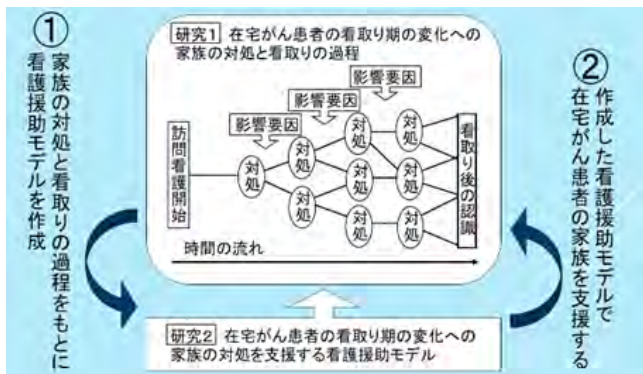 ①
家族の対処と看取りの過程をもとに
看護援助モデルを作成
研究1 在宅がん患者の看取り期の変化への
家族の対処と看取りの過程
影響要因
影響要因
影響要因
訪問看護開始
対処
対処
対処
対処
対処
対処
対処
対処
対処
看取り後の認識
時間の流れ
研究2 在宅がん患者の看取り期の変化への
家族の対処を支援する看護援助モデル
②
作成した看護援助モデルで
在宅がん患者の家族を支援する